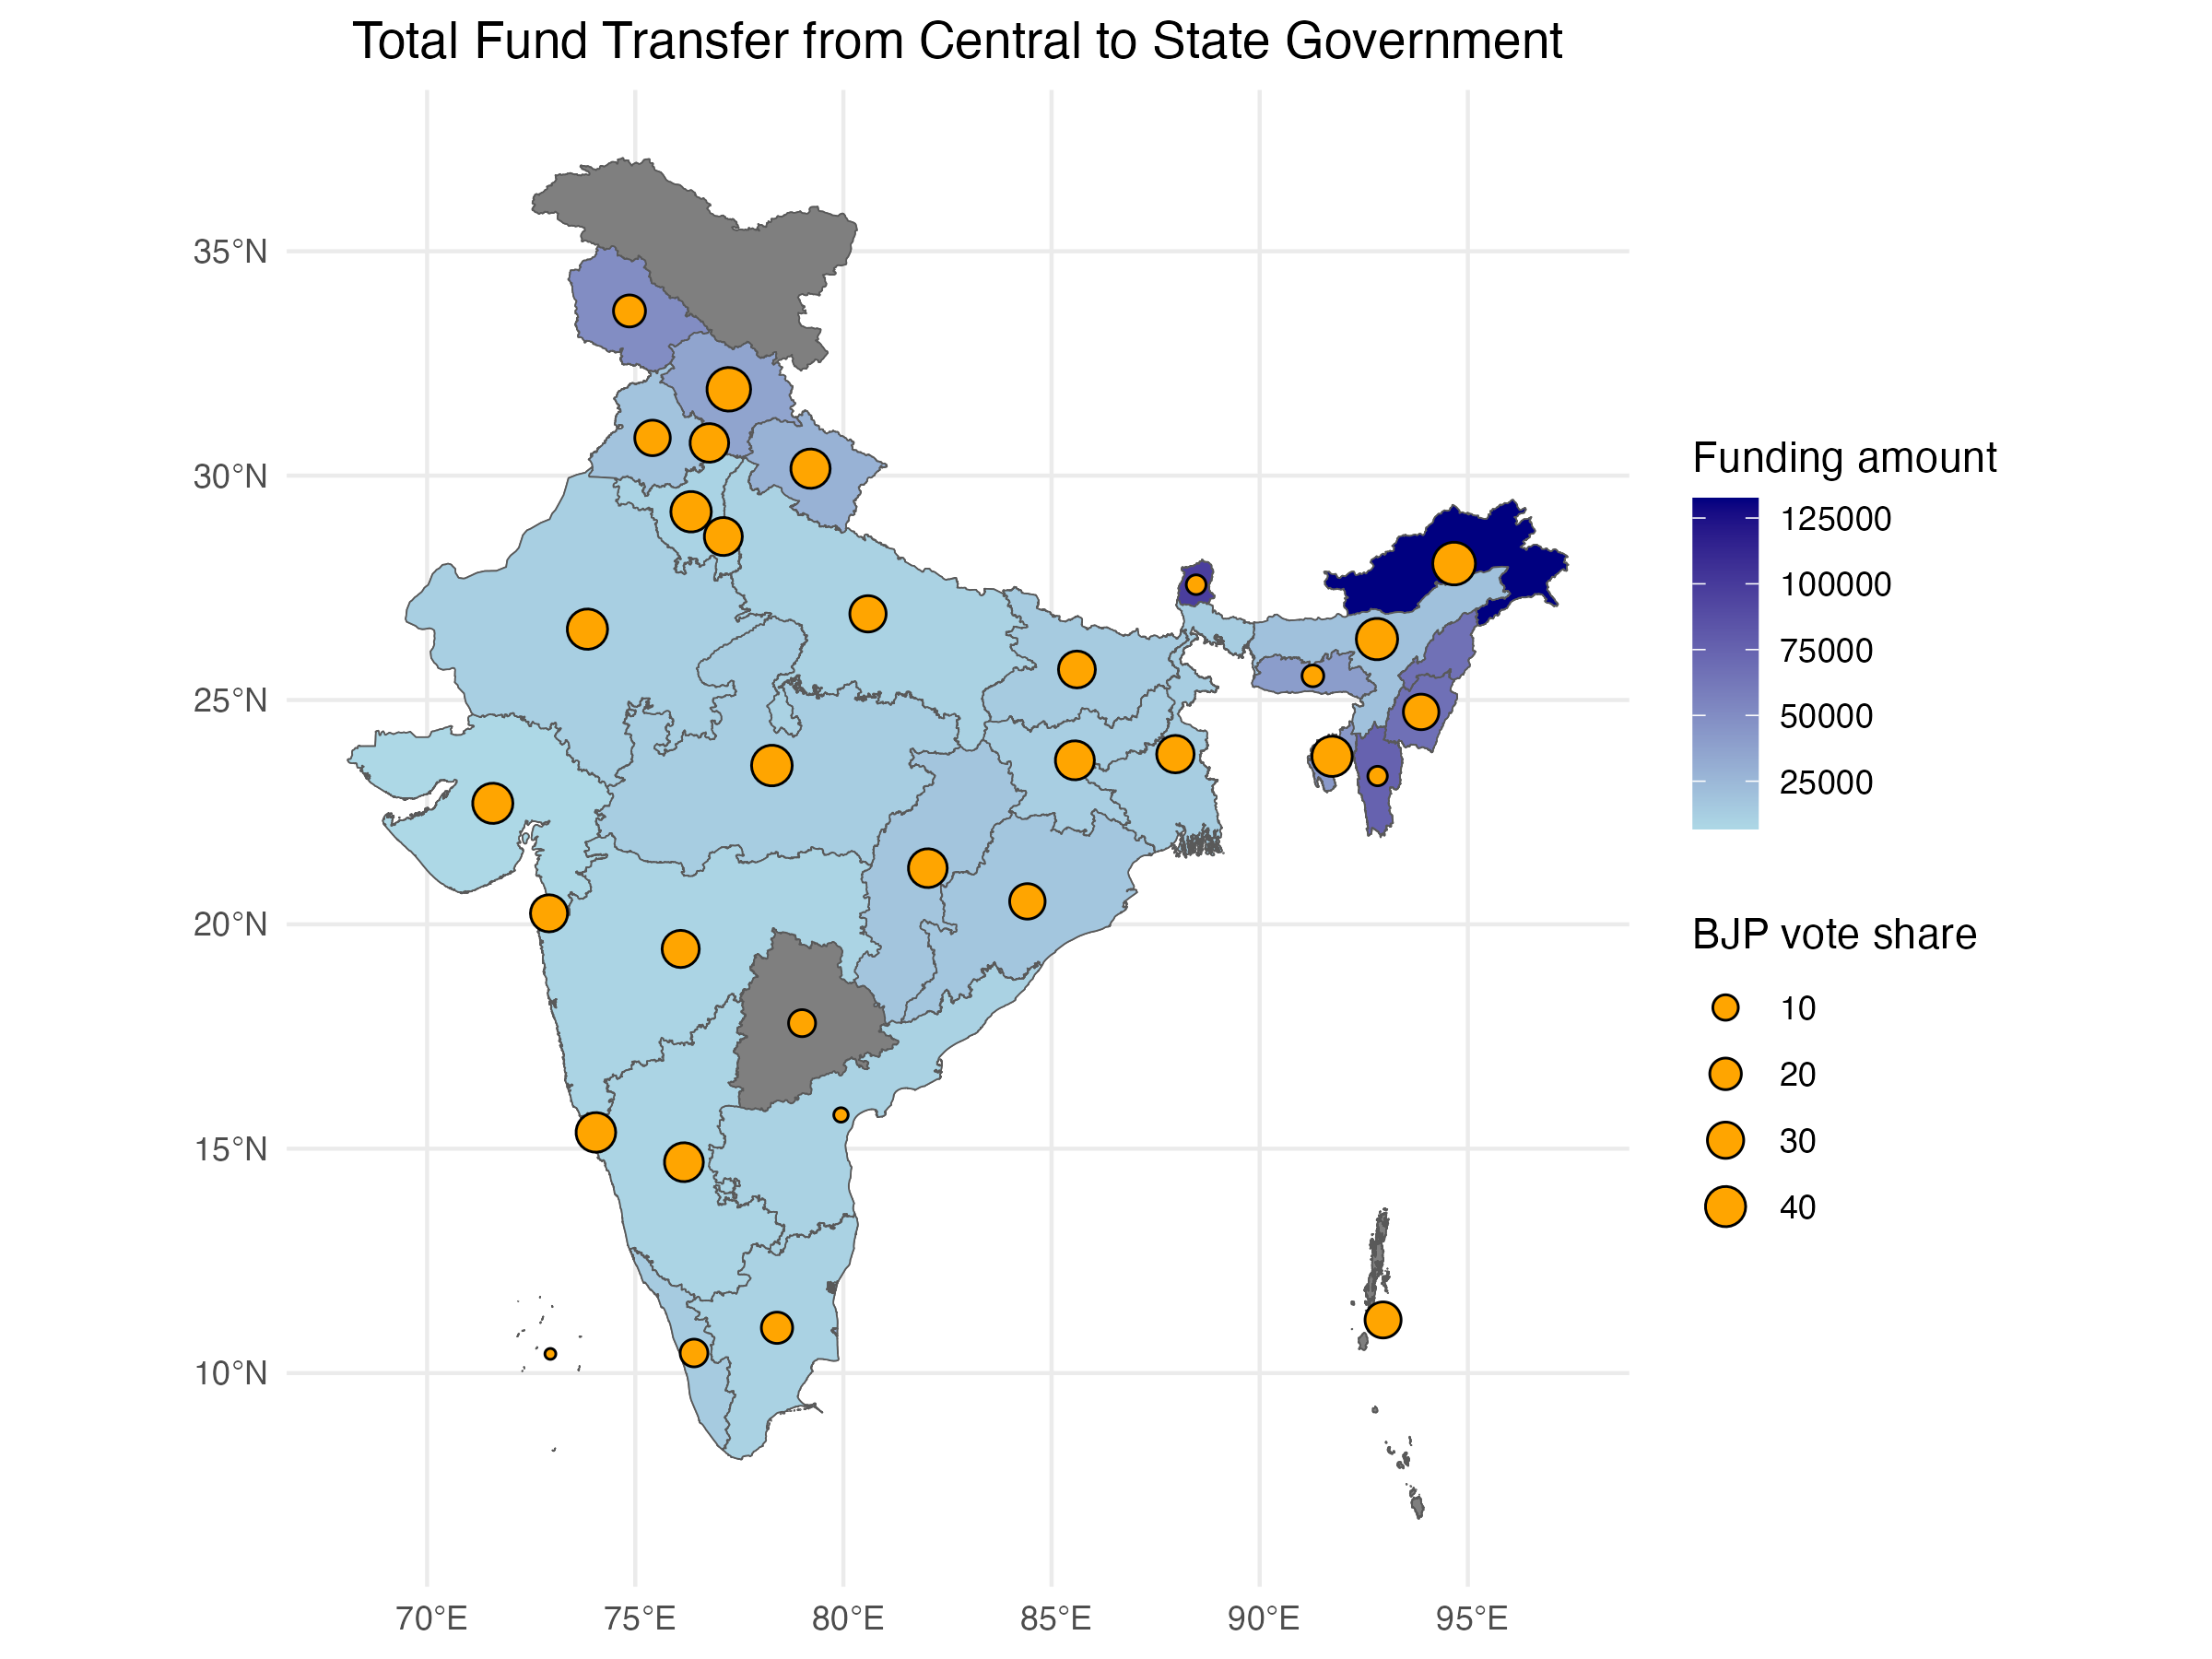 Total Fund Transfer from Central to State Government
35°N
30°N
25°N
20°N
15°N
10°N
70°E
75°E
80°E
85°E
90°E
95°E
Funding amount
125000
100000
75000
50000
25000
BJP vote share
10
20
30
40